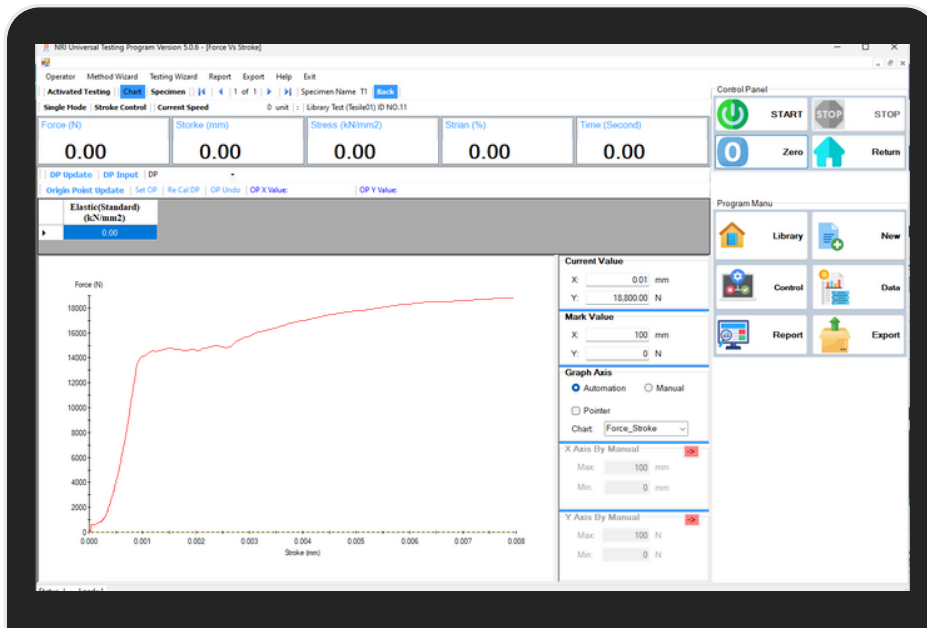 NRI Universal Testing Program Version 5.0.6 - [Force Vs Stroke]
Operator Method Wizard Testing Wizard Report Export Help Exit
Activated Testing Chart Specimen 1 of 1 Specimen Name T1 Back
Single Mode Stroke Control Current Speed 0 unit : Library Test (Tesile01) ID NO.11
Force (N) Storke (mm) Stress (kN/mm2) Strian (%) Time (Second)
0.00 0.00 0.00 0.00 0.00
DP Update DP Input DP
Origin Point Update Set OP Re Cal DP OP Undo OP X Value: OP Y Value:
Elastic(Standard)
(kN/mm2)
0.00
Force (N)
18000
16000
14000
12000
10000
8000
6000
4000
2000
0
0.000 0.001 0.002 0.003 0.004 0.005 0.006 0.007 0.008
Stroke (mm)
Current Value
X: 0.01 mm
Y: 18,800.00 N
Mark Value
X: 100 mm
Y: 0 N
Graph Axis
Automation Manual
Pointer
Chart: Force_Stroke
X Axis By Manual ->
Max: 100 mm
Min: 0 mm
Y Axis By Manual ->
Max: 100 N
Min: 0 N
Control Panel
START STOP STOP
0 Zero Return
Program Manu
Library New
Control Data
Report Export